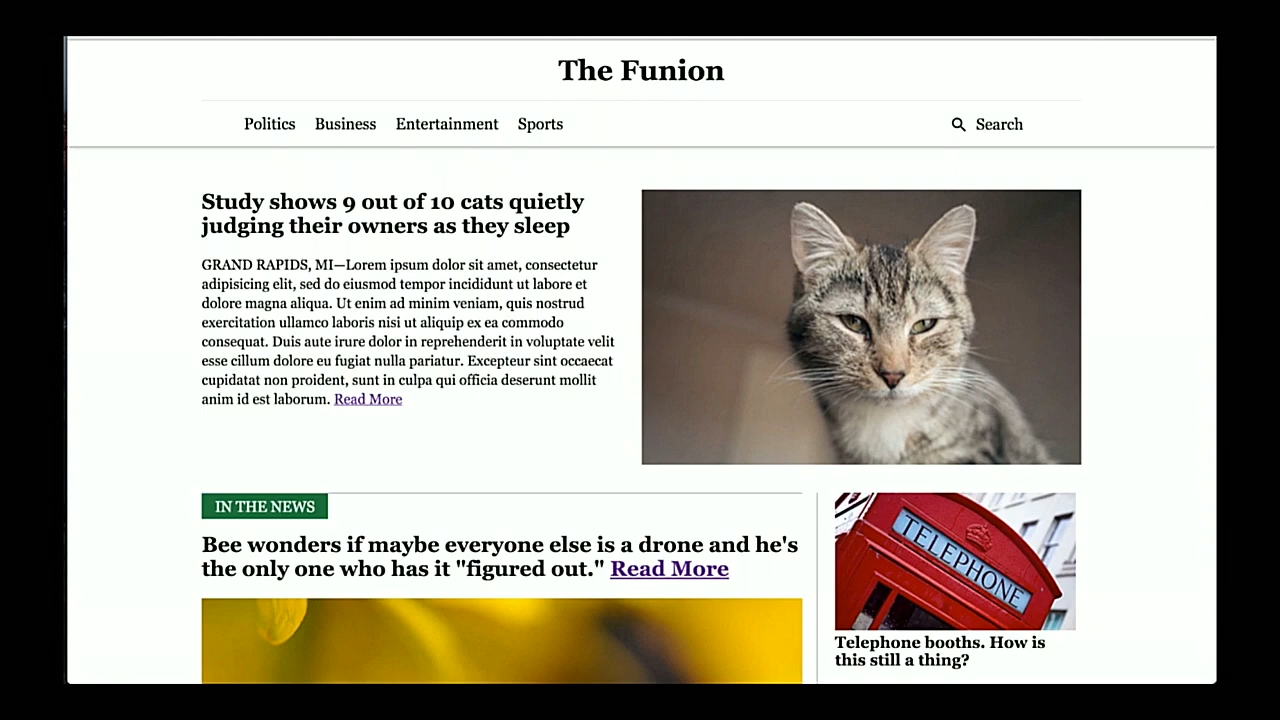 The Funion
Politics Business Entertainment Sports Search
Study shows 9 out of 10 cats quietly
judging their owners as they sleep
GRAND RAPIDS, MI—Lorem ipsum dolor sit amet, consectetur
adipisicing elit, sed do eiusmod tempor incididunt ut labore et
dolore magna aliqua. Ut enim ad minim veniam, quis nostrud
exercitation ullamco laboris nisi ut aliquip ex ea commodo
consequat. Duis aute irure dolor in reprehenderit in voluptate velit
esse cillum dolore eu fugiat nulla pariatur. Excepteur sint occaecat
cupidatat non proident, sunt in culpa qui officia deserunt mollit
anim id est laborum. Read More
IN THE NEWS
Bee wonders if maybe everyone else is a drone and he's
the only one who has it "figured out." Read More
TELEPHONE
Telephone booths. How is
this still a thing?